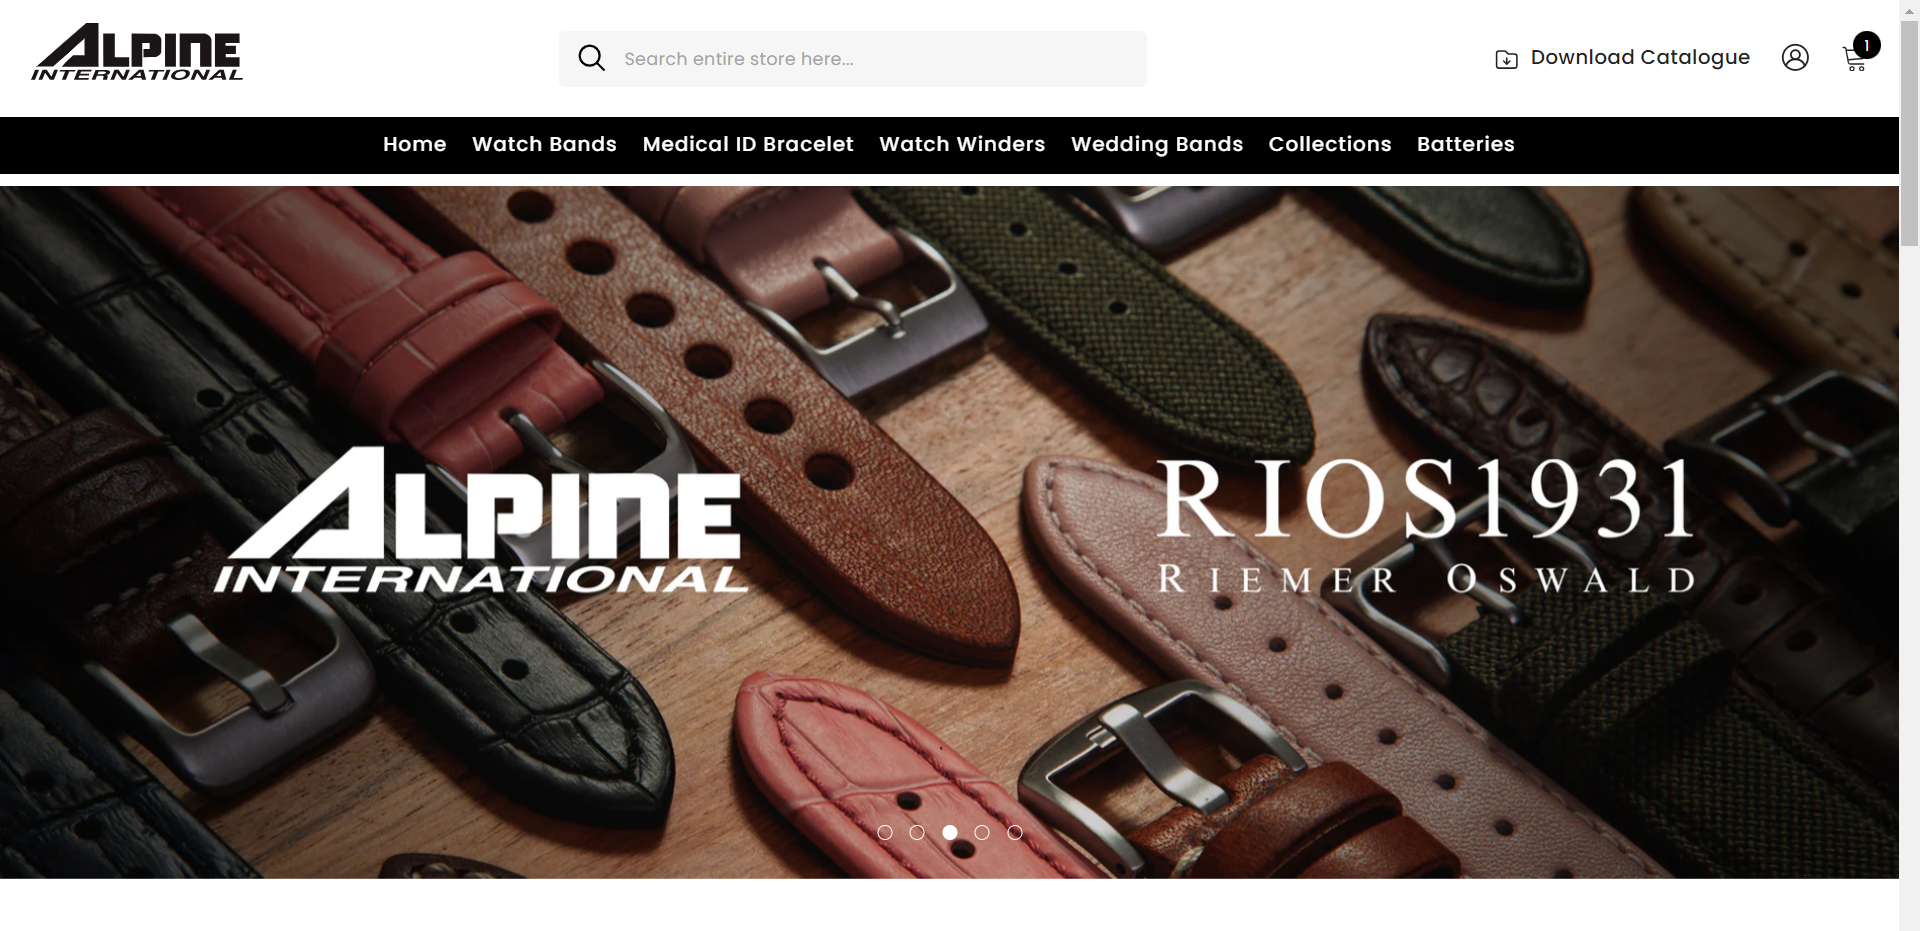 ALPINE
INTERNATIONAL
Search entire store here...
Download Catalogue
1
Home Watch Bands Medical ID Bracelet Watch Winders Wedding Bands Collections Batteries
ALPINE
INTERNATIONAL
RIOS1931
RIEMER OSWALD